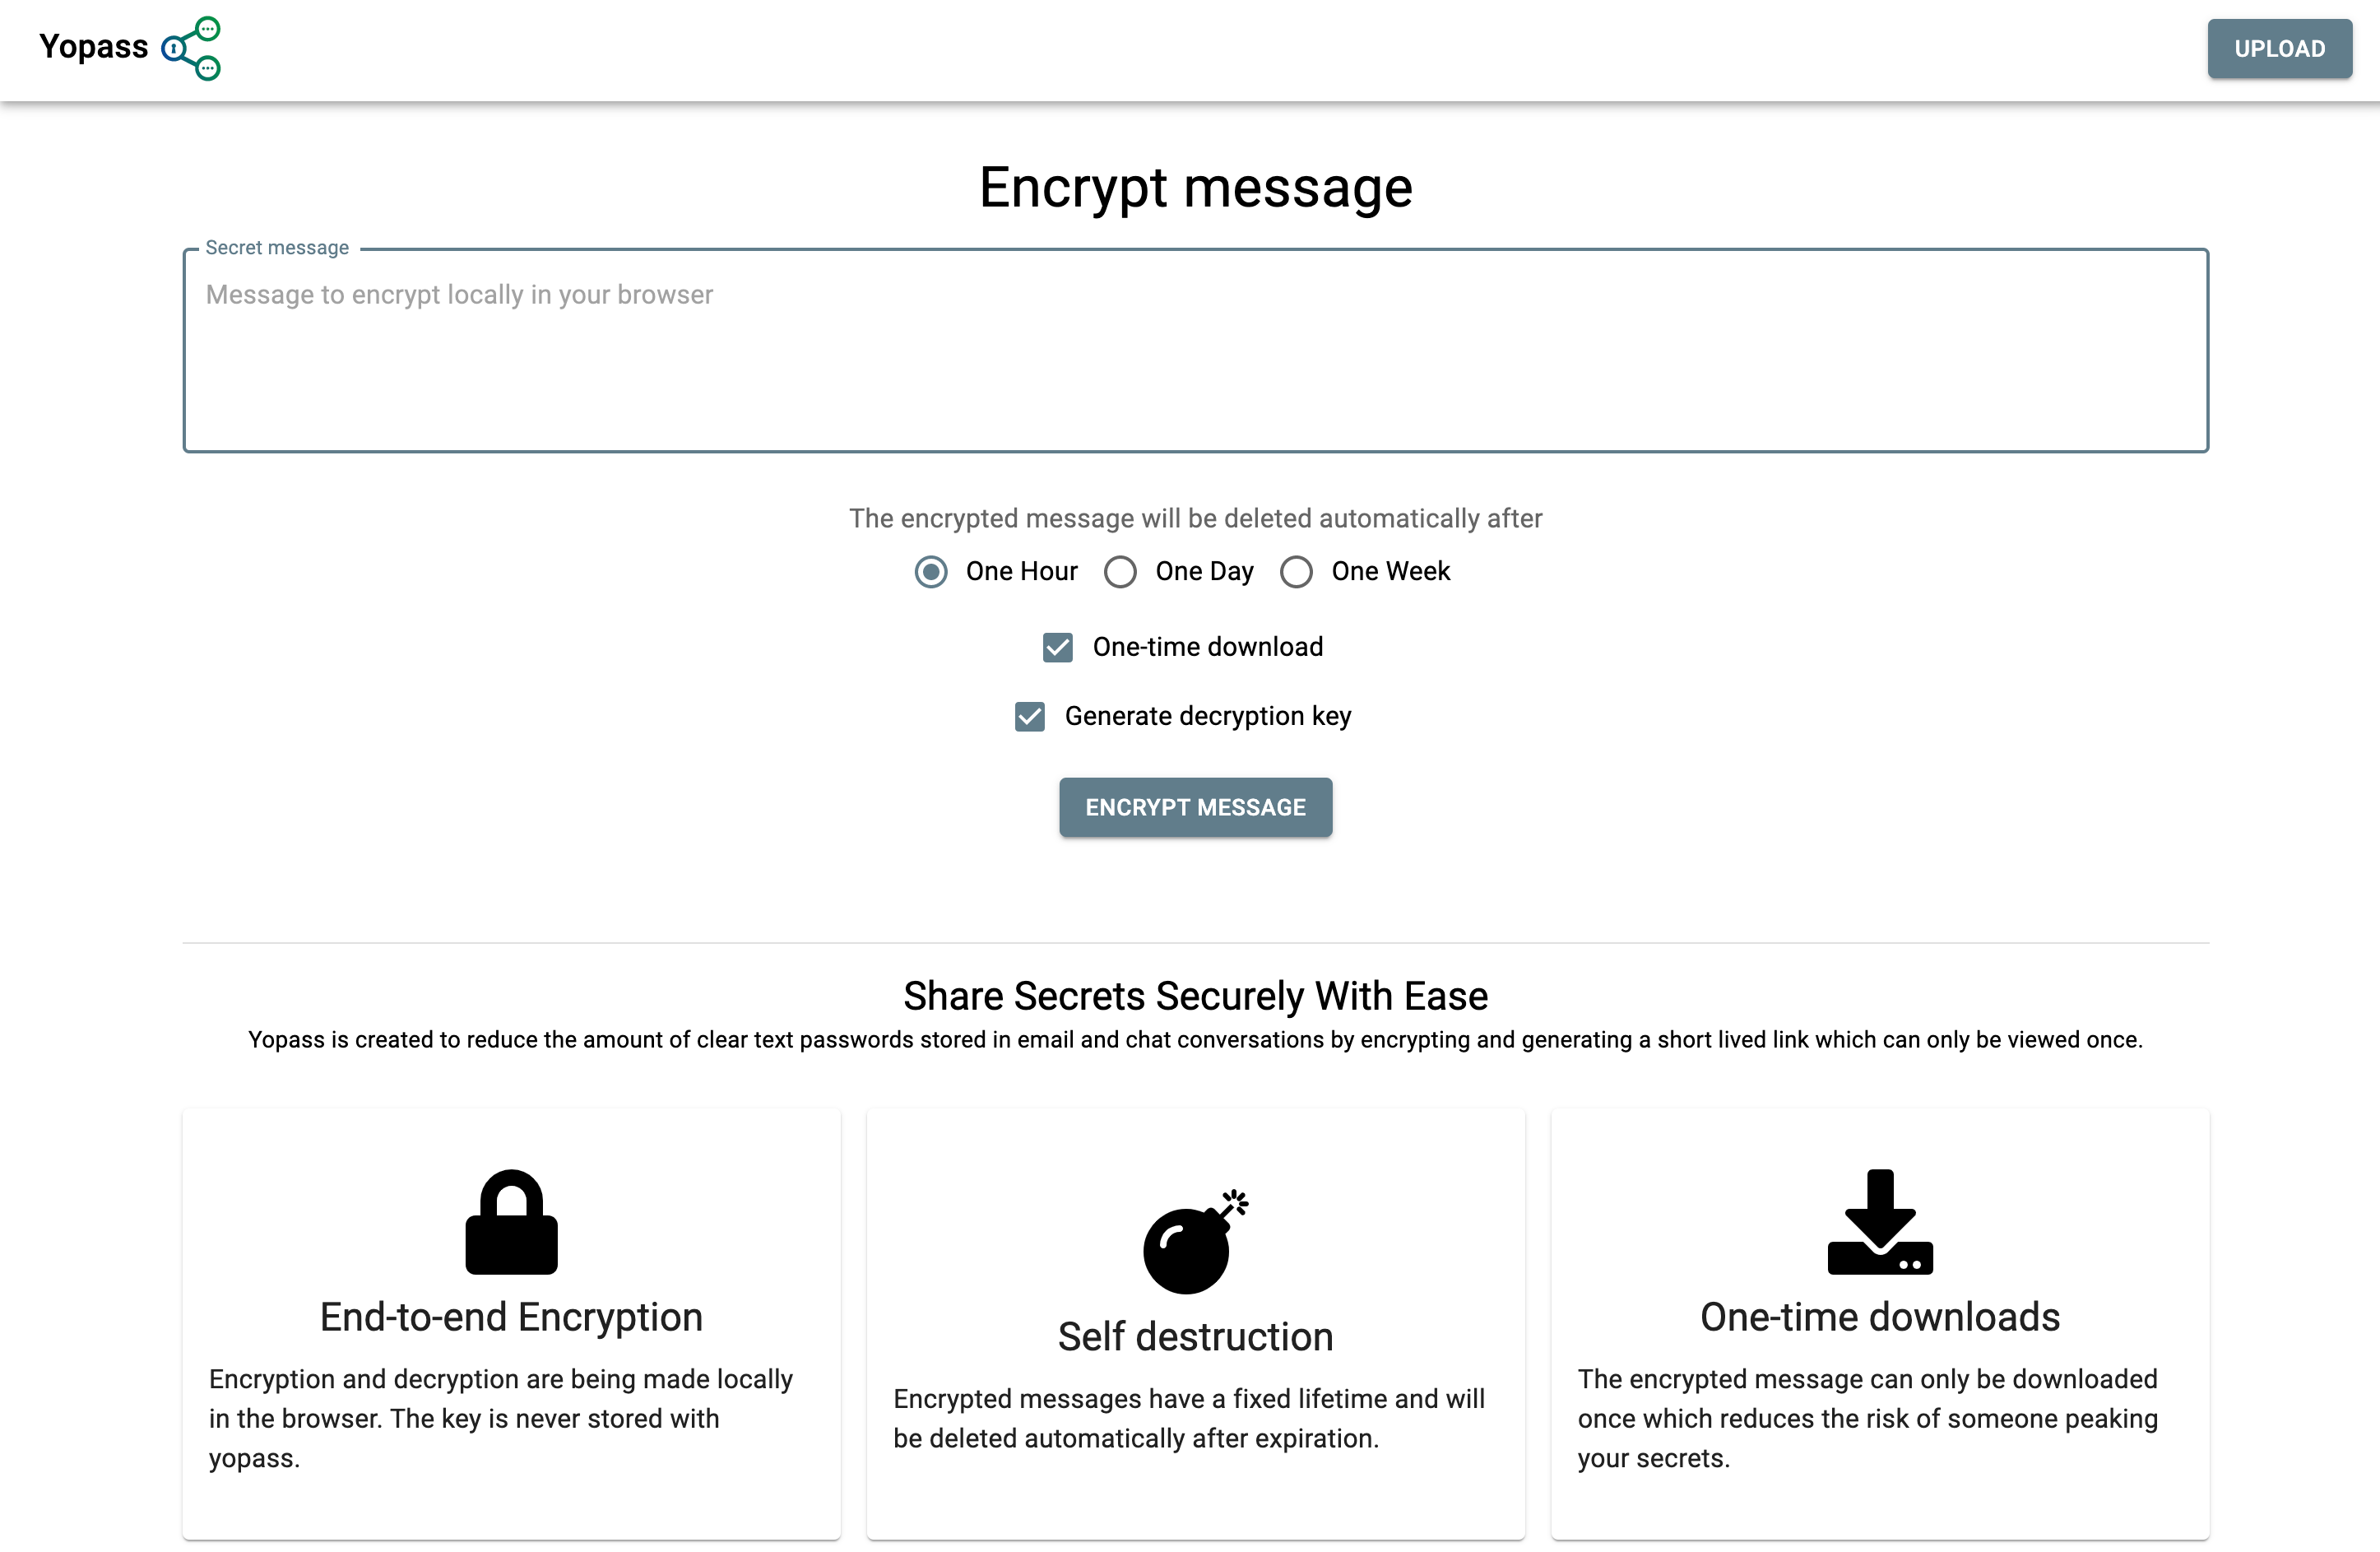 Yopass
UPLOAD
Encrypt message
Secret message
Message to encrypt locally in your browser
The encrypted message will be deleted automatically after
One Hour One Day One Week
One-time download
Generate decryption key
ENCRYPT MESSAGE
Share Secrets Securely With Ease
Yopass is created to reduce the amount of clear text passwords stored in email and chat conversations by encrypting and generating a short lived link which can only be viewed once.
End-to-end Encryption
Encryption and decryption are being made locally
in the browser. The key is never stored with
yopass.
Self destruction
Encrypted messages have a fixed lifetime and will
be deleted automatically after expiration.
One-time downloads
The encrypted message can only be downloaded
once which reduces the risk of someone peaking
your secrets.